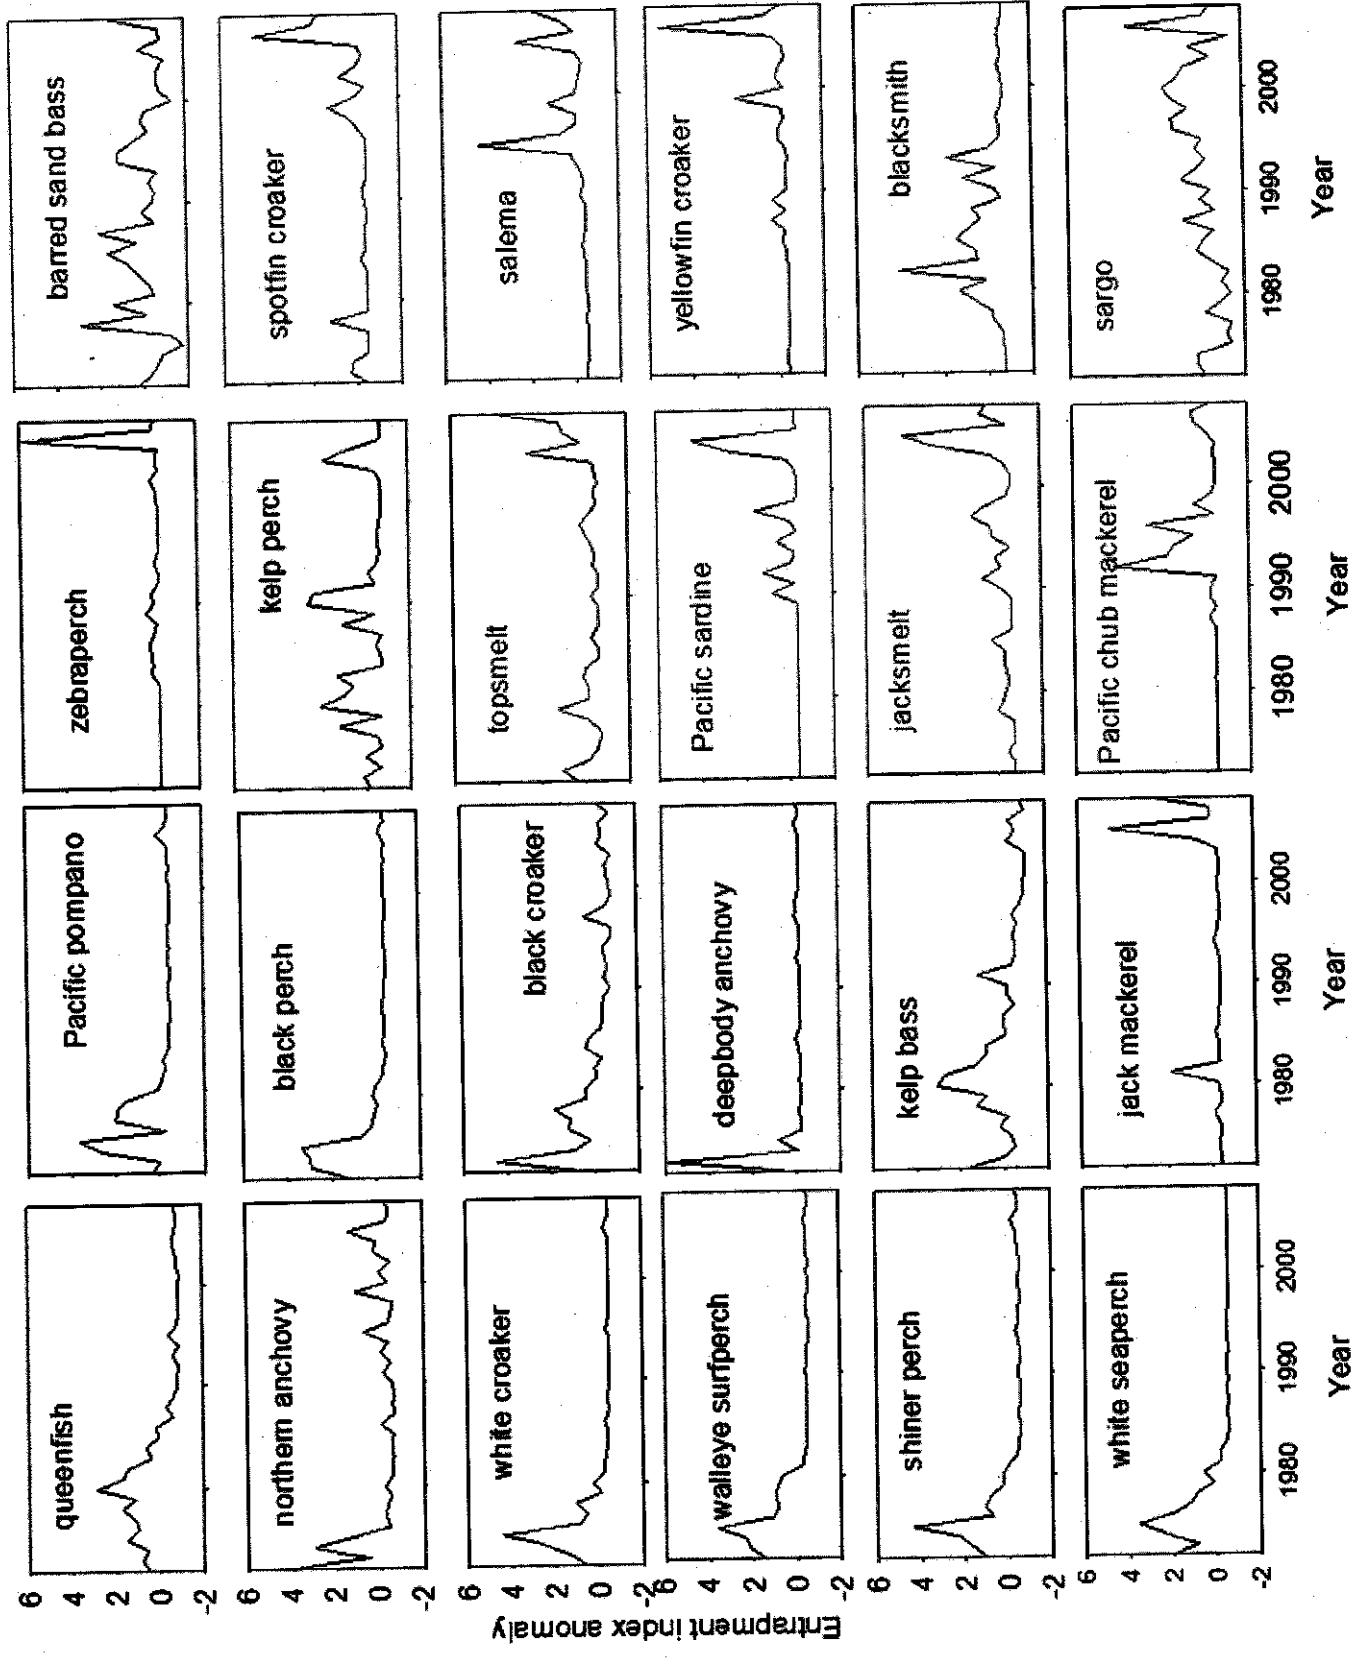 Entrapment index anomaly
6 4 2 0 -2
queenfish
Pacific pompano
zebraperch
barred sand bass
6 4 2 0 -2
northern anchovy
black perch
kelp perch
spotfin croaker
6 4 2 0 -2
white croaker
black croaker
topsmelt
salema
6 4 2 0 -2
walleye surfperch
deepbody anchovy
Pacific sardine
yellowfin croaker
6 4 2 0 -2
shiner perch
kelp bass
jacksmelt
blacksmith
6 4 2 0 -2
white seaperch
jack mackerel
Pacific chub mackerel
sargo
1980 1990 2000
1980 1990 2000
1980 1990 2000
1980 1990 2000
Year
Year
Year
Year